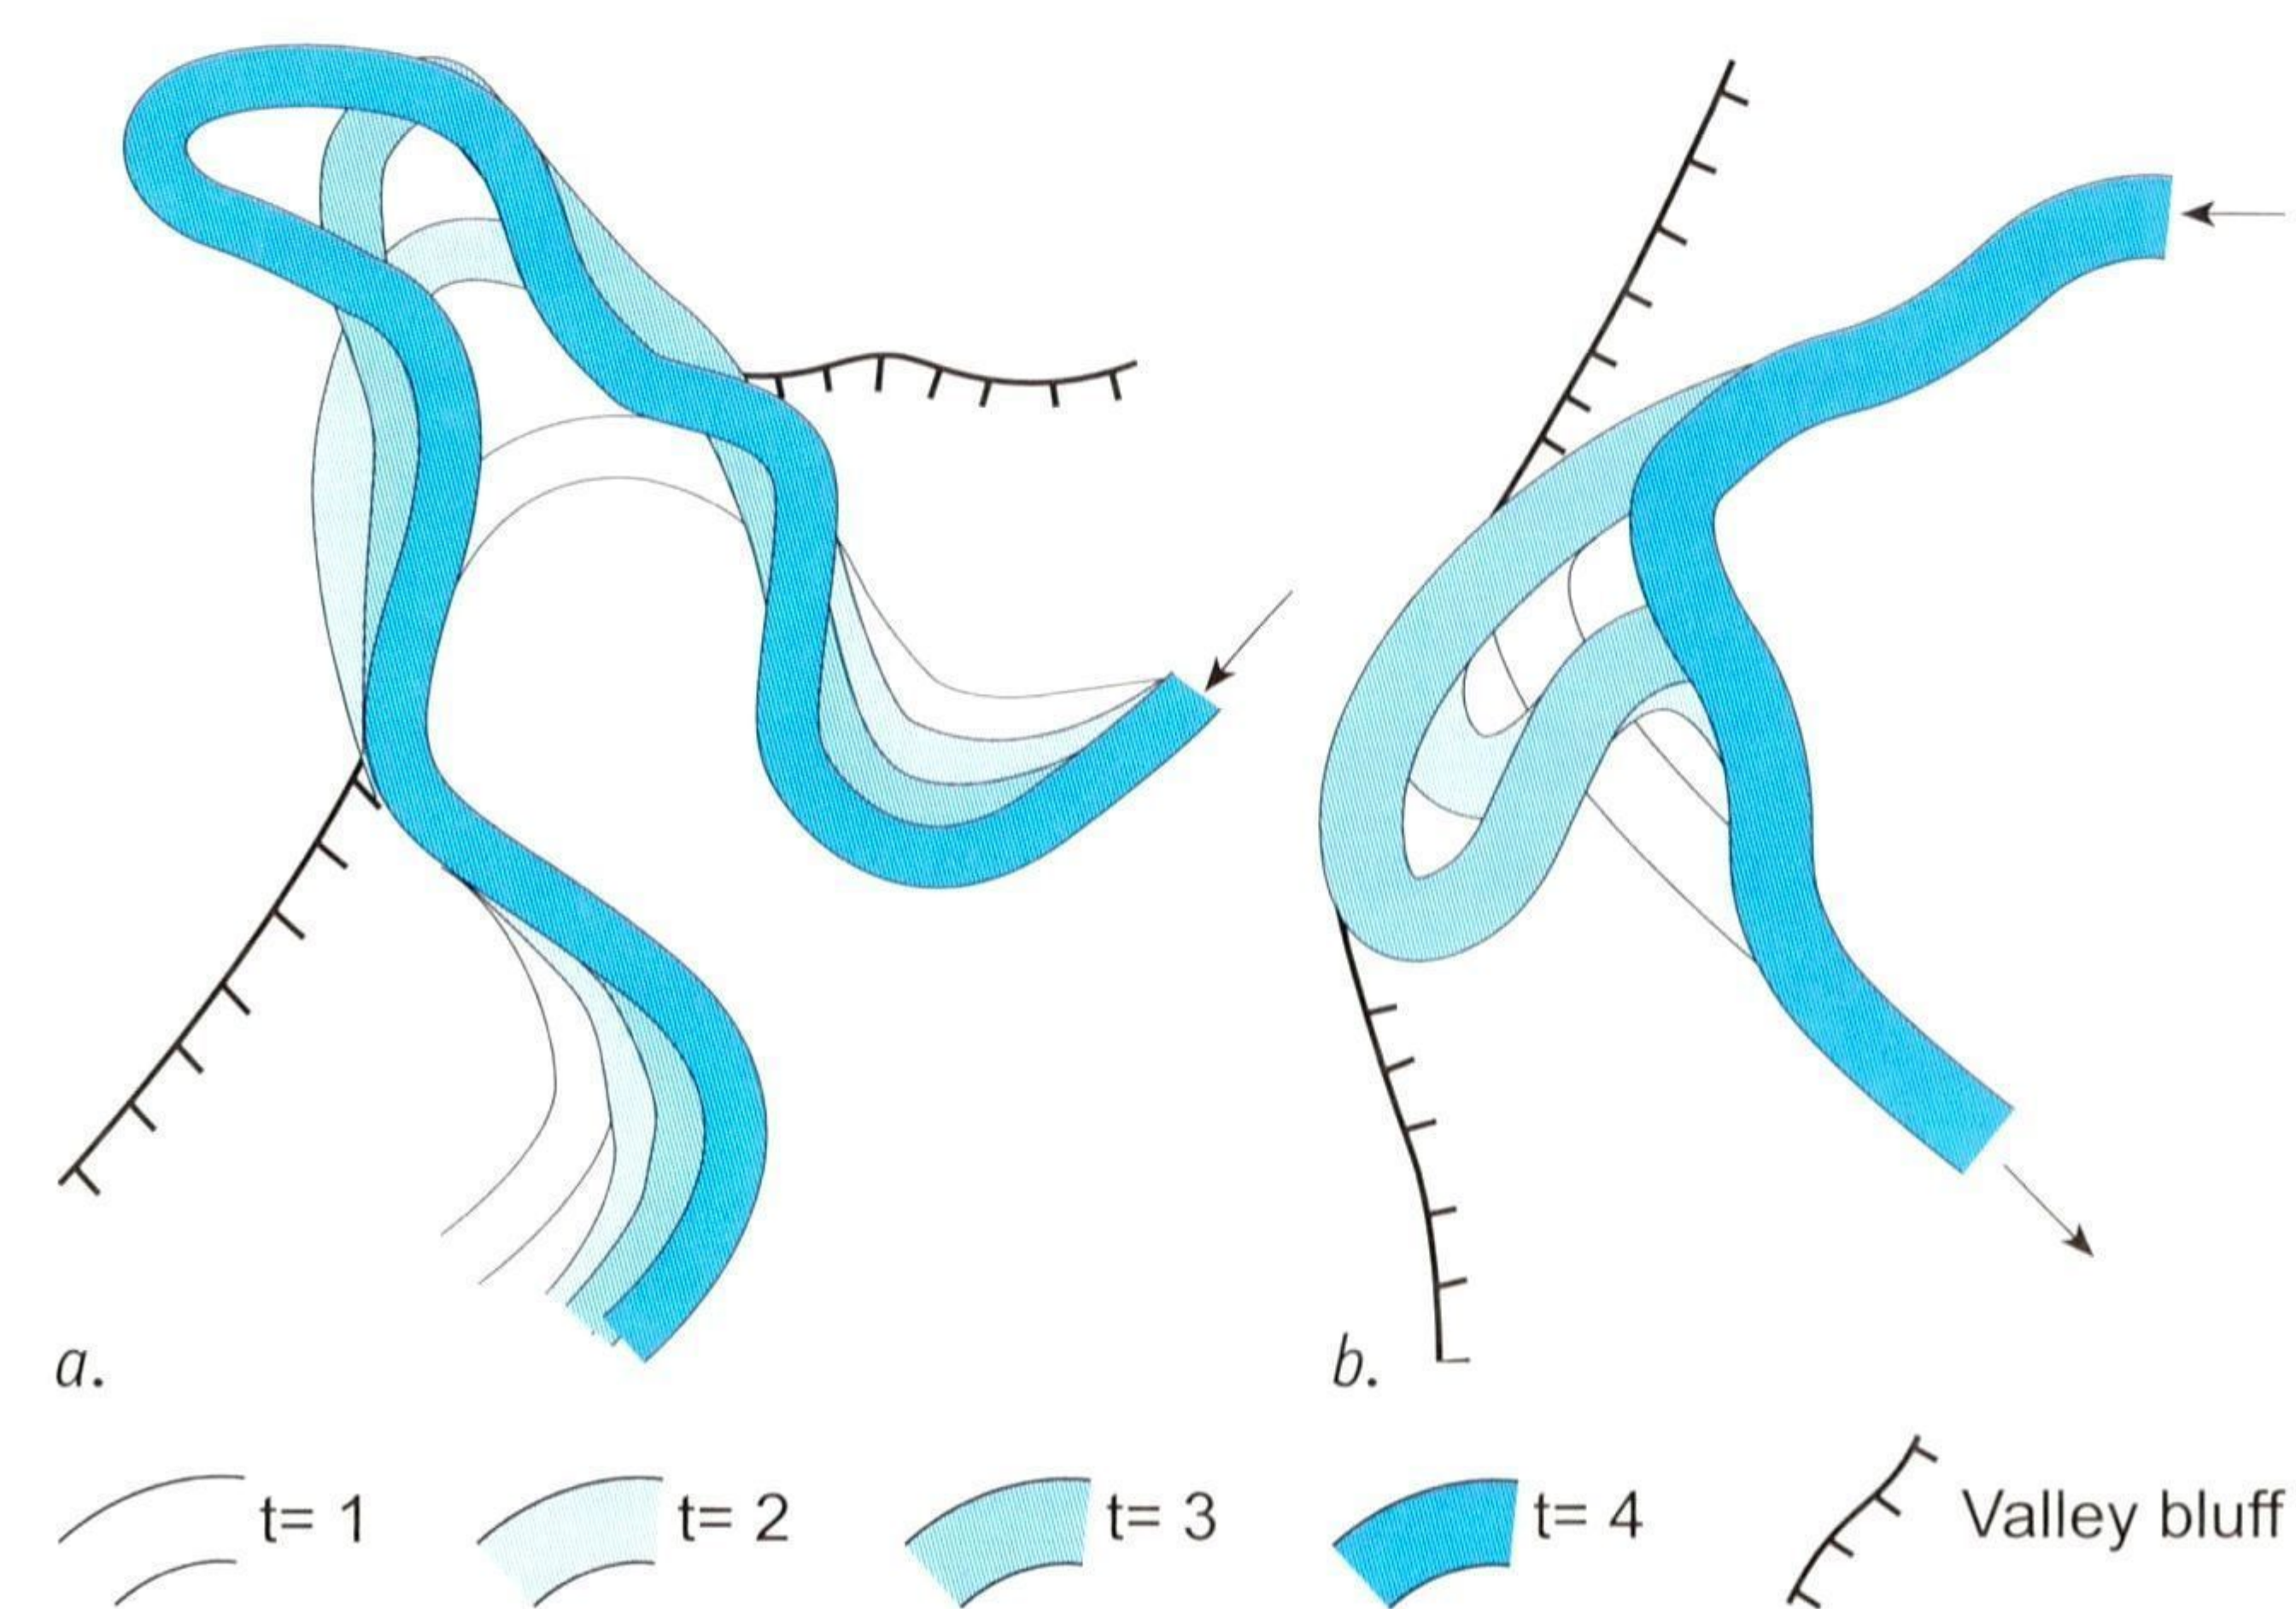 a.
b.
t= 1
t= 2
t= 3
t= 4
Valley bluff